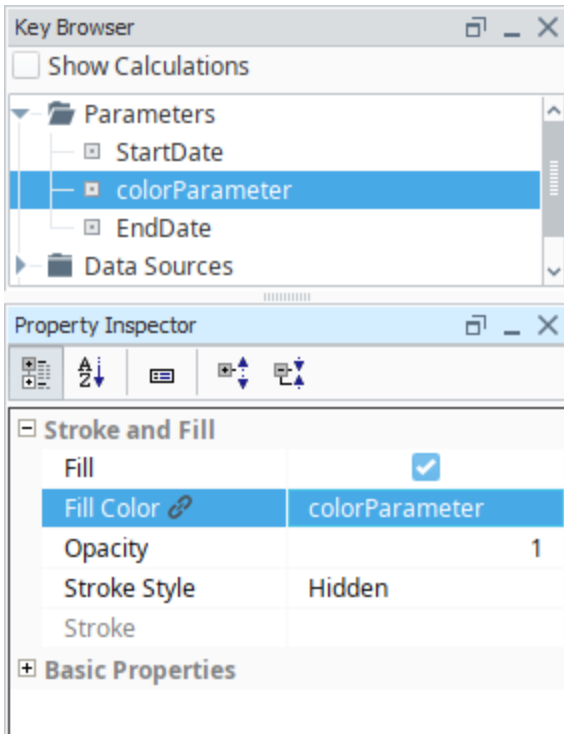 Key Browser
Show Calculations
Parameters
StartDate
colorParameter
EndDate
Data Sources
Property Inspector
Stroke and Fill
Fill
Fill Color colorParameter
Opacity 1
Stroke Style Hidden
Stroke
Basic Properties